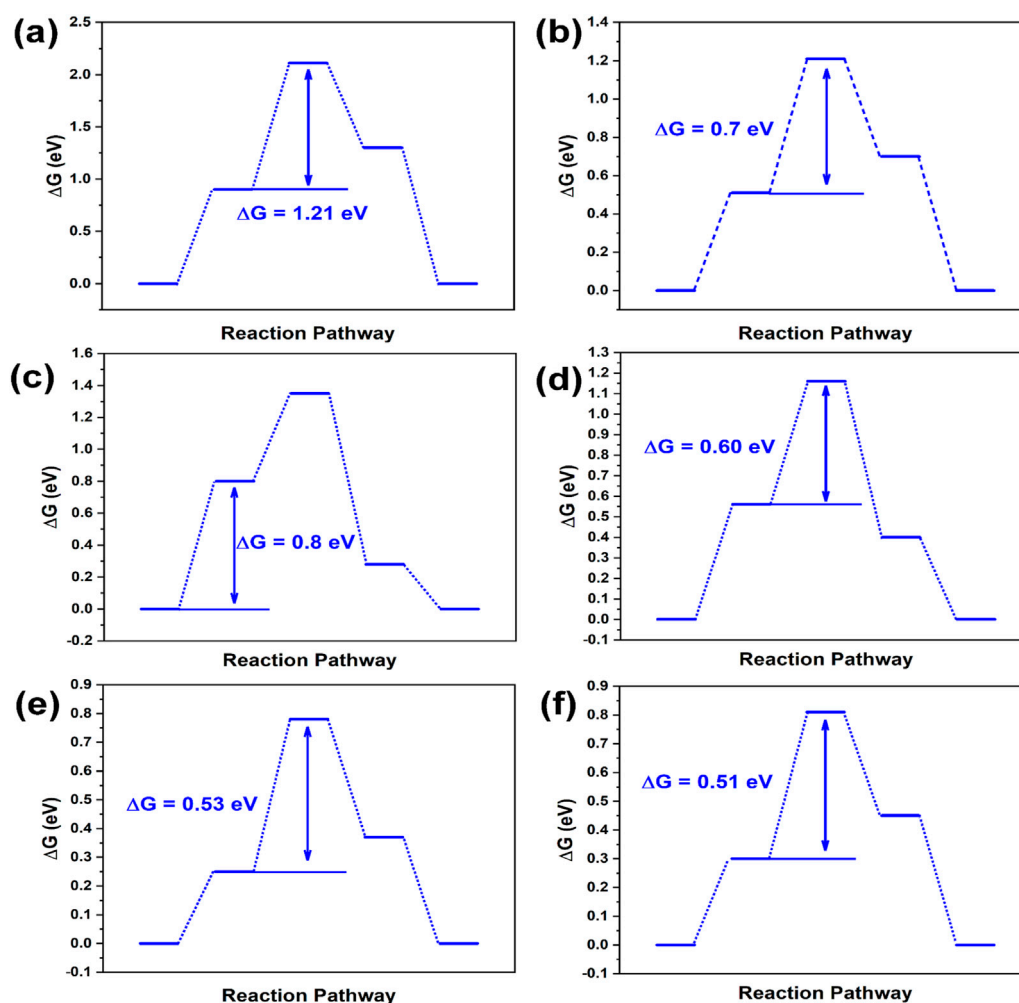 (a)
2.5
2.0
1.5
1.0
0.5
0.0
ΔG (eV)
ΔG = 1.21 eV
Reaction Pathway
(b)
1.4
1.2
1.0
0.8
0.6
0.4
0.2
0.0
ΔG (eV)
ΔG = 0.7 eV
Reaction Pathway
(c)
1.6
1.4
1.2
1.0
0.8
0.6
0.4
0.2
0.0
-0.2
ΔG (eV)
ΔG = 0.8 eV
Reaction Pathway
(d)
1.3
1.2
1.1
1.0
0.9
0.8
0.7
0.6
0.5
0.4
0.3
0.2
0.1
0.0
-0.1
ΔG (eV)
ΔG = 0.60 eV
Reaction Pathway
(e)
0.9
0.8
0.7
0.6
0.5
0.4
0.3
0.2
0.1
0.0
-0.1
ΔG (eV)
ΔG = 0.53 eV
Reaction Pathway
(f)
0.9
0.8
0.7
0.6
0.5
0.4
0.3
0.2
0.1
0.0
-0.1
ΔG (eV)
ΔG = 0.51 eV
Reaction Pathway